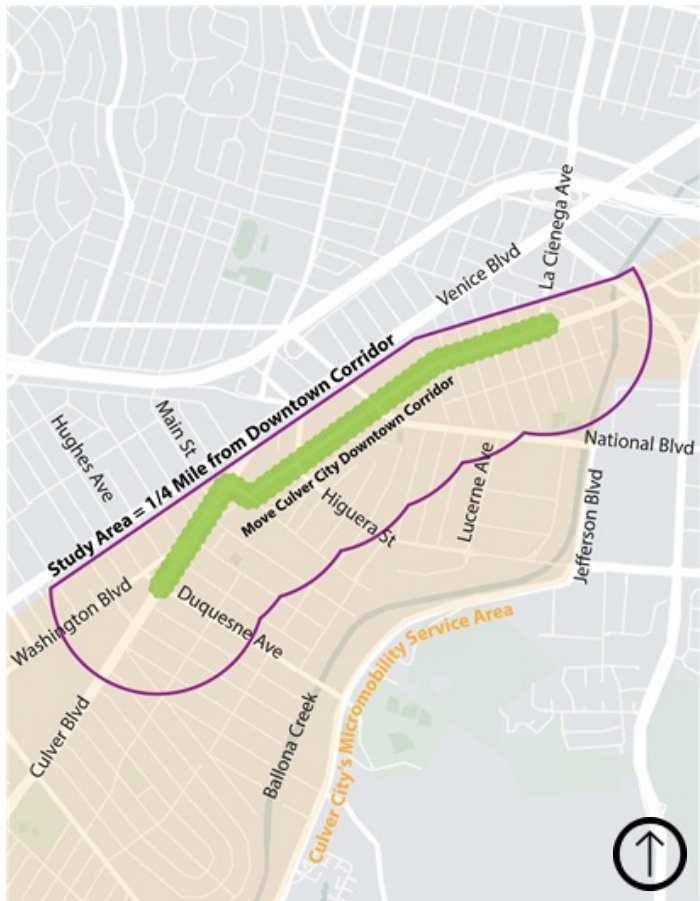 La Cienega Ave
Venice Blvd
Study Area = 1/4 Mile from Downtown Corridor
Move Culver City Downtown Corridor
Main St
Hughes Ave
National Blvd
Lucerne Ave
Higuera St
Jefferson Blvd
Washington Blvd
Duquesne Ave
Culver City's Micromobility Service Area
Culver Blvd
Ballona Creek